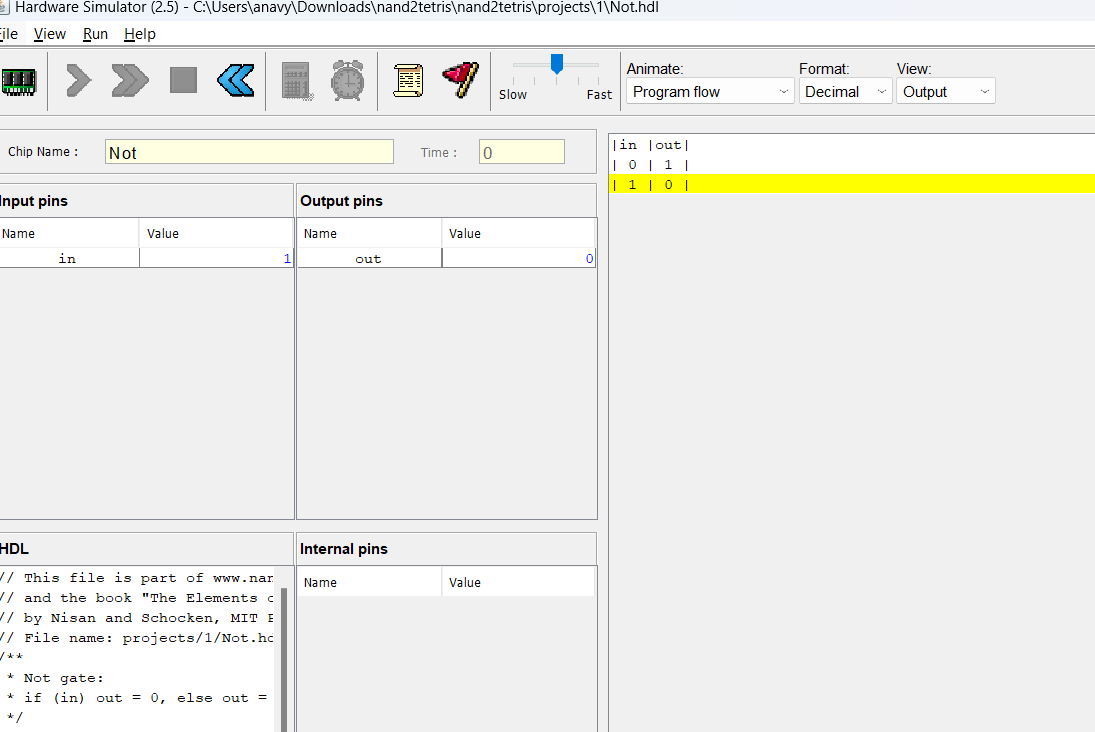 Hardware Simulator (2.5) - C:\Users\anavy\Downloads\nand2tetris\nand2tetris\projects\1\Not.hdl
File View Run Help
Slow Fast
Animate: Format: View:
Program flow Decimal Output
Chip Name : Not Time : 0
Input pins Output pins
Name Value Name Value
in 1 out 0
|in |out|
| 0 | 1 |
| 1 | 0 |
HDL Internal pins
Name Value
// This file is part of www.nan
// and the book "The Elements o
// by Nisan and Schocken, MIT P
// File name: projects/1/Not.hd
/**
* Not gate:
* if (in) out = 0, else out =
*/